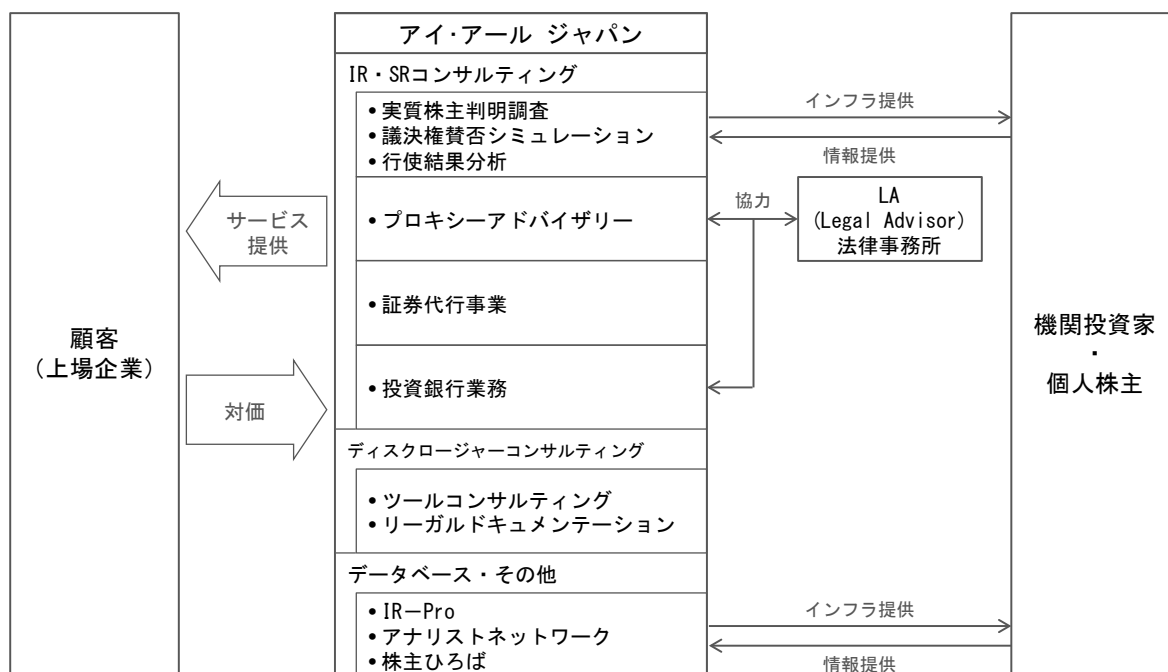 アイ・アール ジャパン
IR・SRコンサルティング
•実質株主判明調査
•議決権賛否シミュレーション
•行使結果分析
インフラ提供
情報提供
•プロキシーアドバイザリー
協力
LA
(Legal Advisor)
法律事務所
サービス
提供
•証券代行事業
顧客
(上場企業)
機関投資家
・
個人株主
•投資銀行業務
対価
ディスクロージャーコンサルティング
•ツールコンサルティング
•リーガルドキュメンテーション
データベース・その他
•IR－Pro
•アナリストネットワーク
•株主ひろば
インフラ提供
情報提供